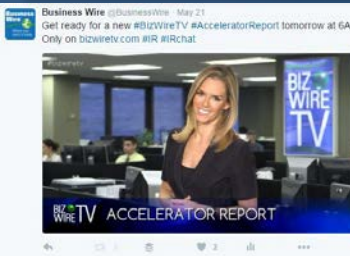 Business Wire @BusinessWire · May 21
Get ready for a new #BizWireTV #AcceleratorReport tomorrow at 6A
Only on bizwiretv.com #IR #IRchat
#bizwiretv
BIZ
WIRE
TV
BIZ WIRE TV ACCELERATOR REPORT
2